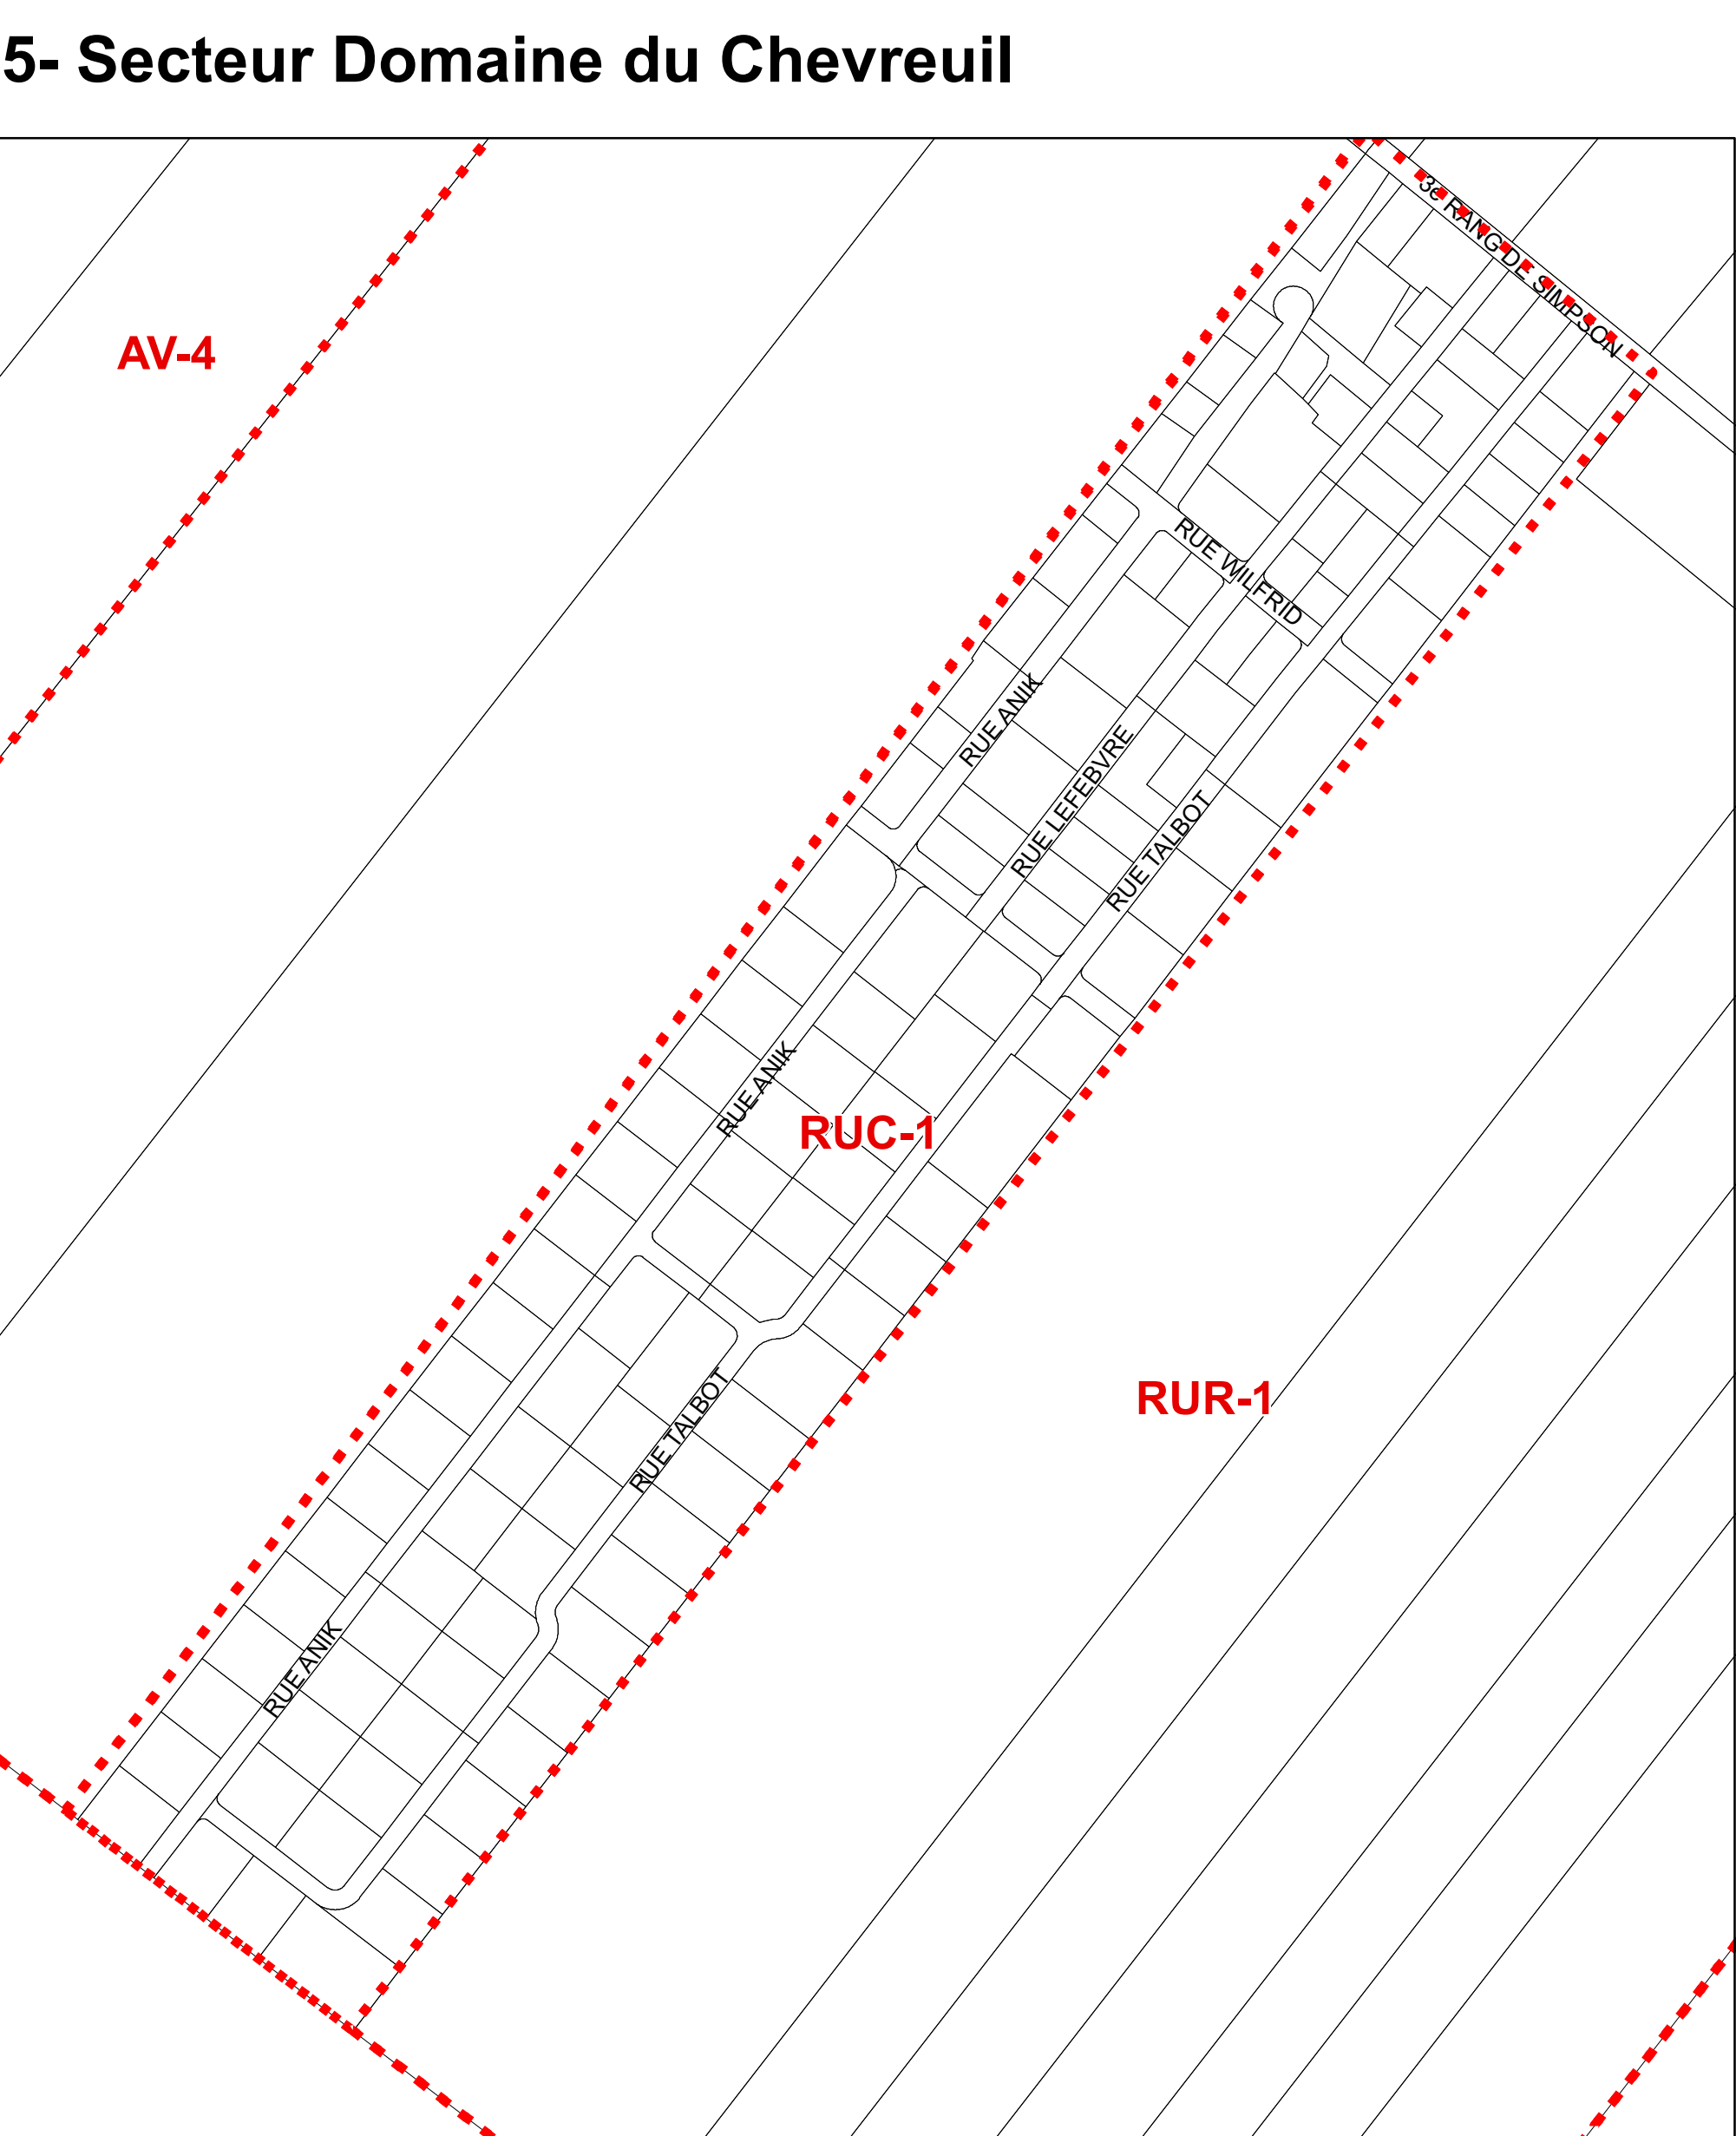 5- Secteur Domaine du Chevreuil
3e RANG DE SIMPSON
AV-4
RUE WILFRID
RUE ANIK
RUE LEFEBVRE
RUE TALBOT
RUE ANIK
RUC-1
RUE TALBOT
RUR-1
RUE ANIK